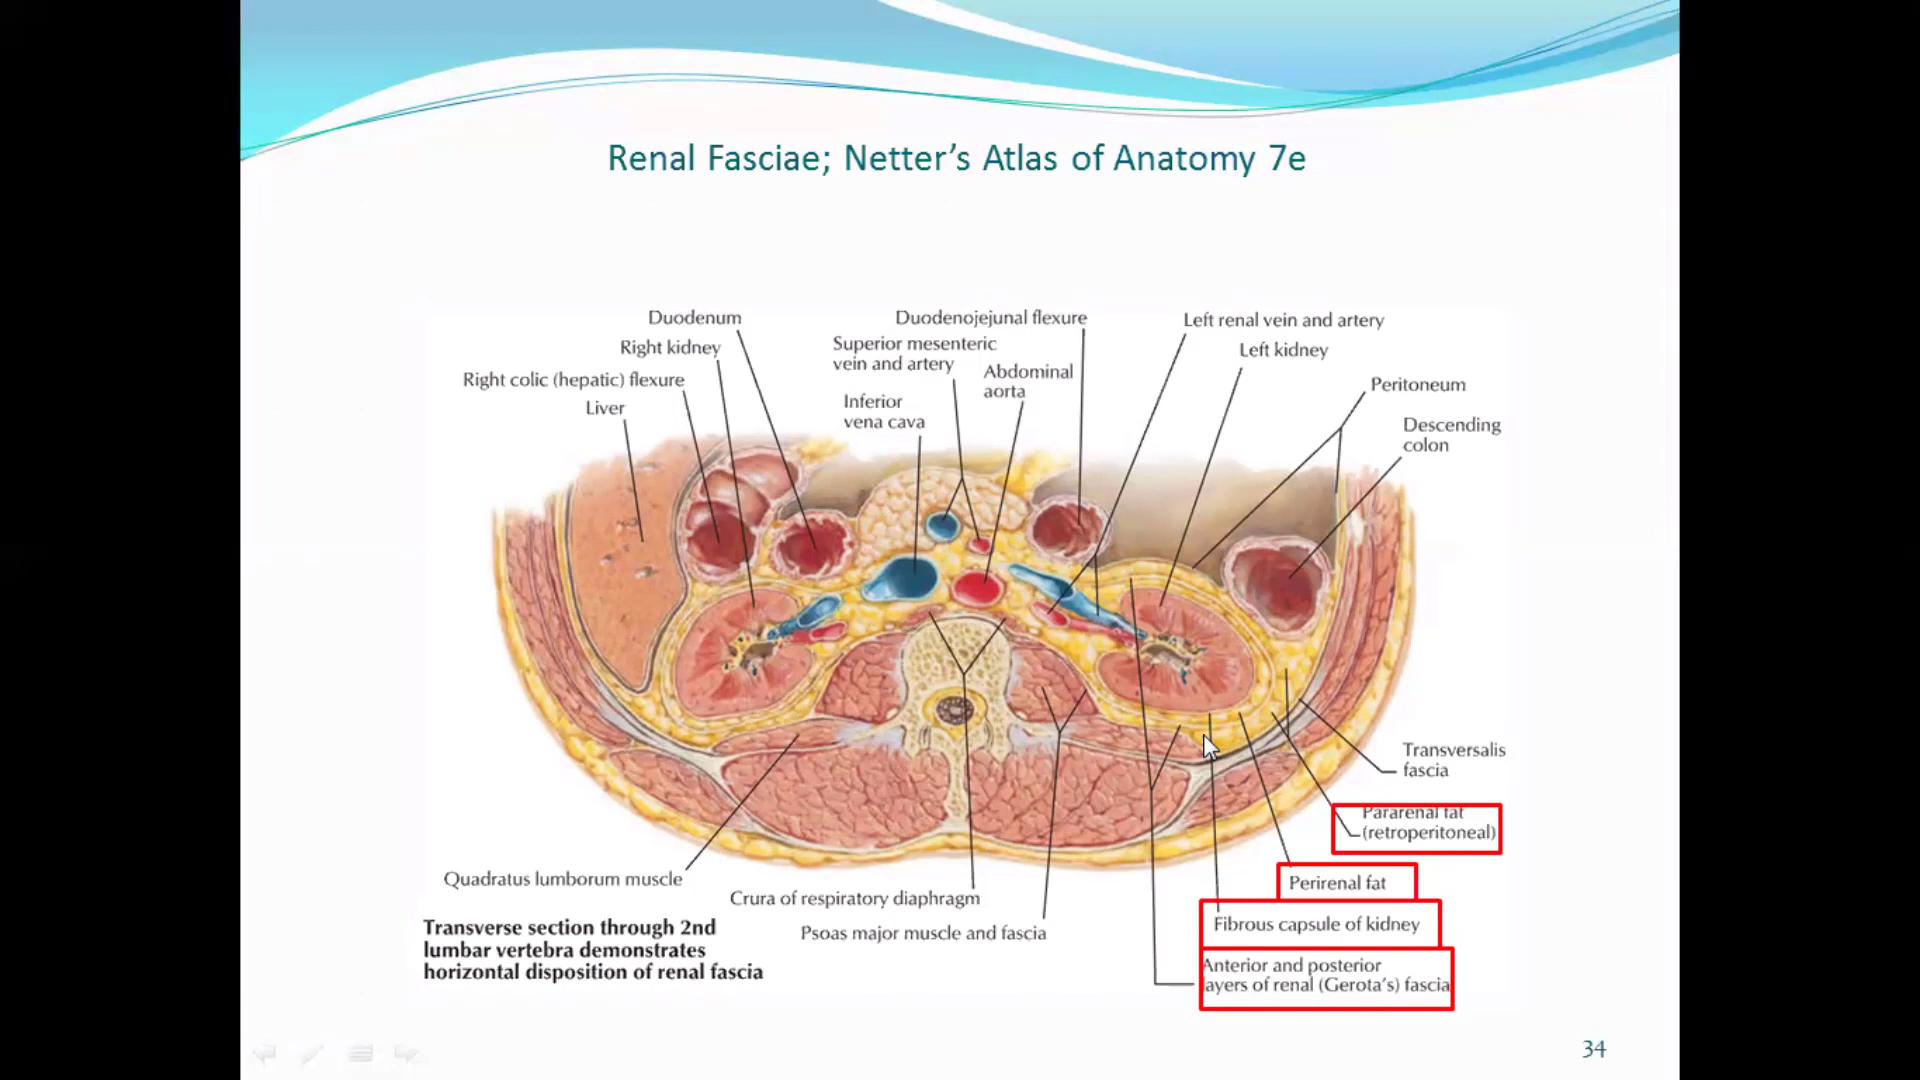 Renal Fasciae; Netter's Atlas of Anatomy 7e
Duodenum
Right kidney
Right colic (hepatic) flexure
Liver
Duodenojejunal flexure
Superior mesenteric
vein and artery
Abdominal
aorta
Inferior
vena cava
Left renal vein and artery
Left kidney
Peritoneum
Descending
colon
Transversalis
fascia
Pararenal fat
(retroperitoneal)
Perirenal fat
Fibrous capsule of kidney
Anterior and posterior
layers of renal (Gerota's) fascia
Quadratus lumborum muscle
Crura of respiratory diaphragm
Psoas major muscle and fascia
Transverse section through 2nd
lumbar vertebra demonstrates
horizontal disposition of renal fascia
34